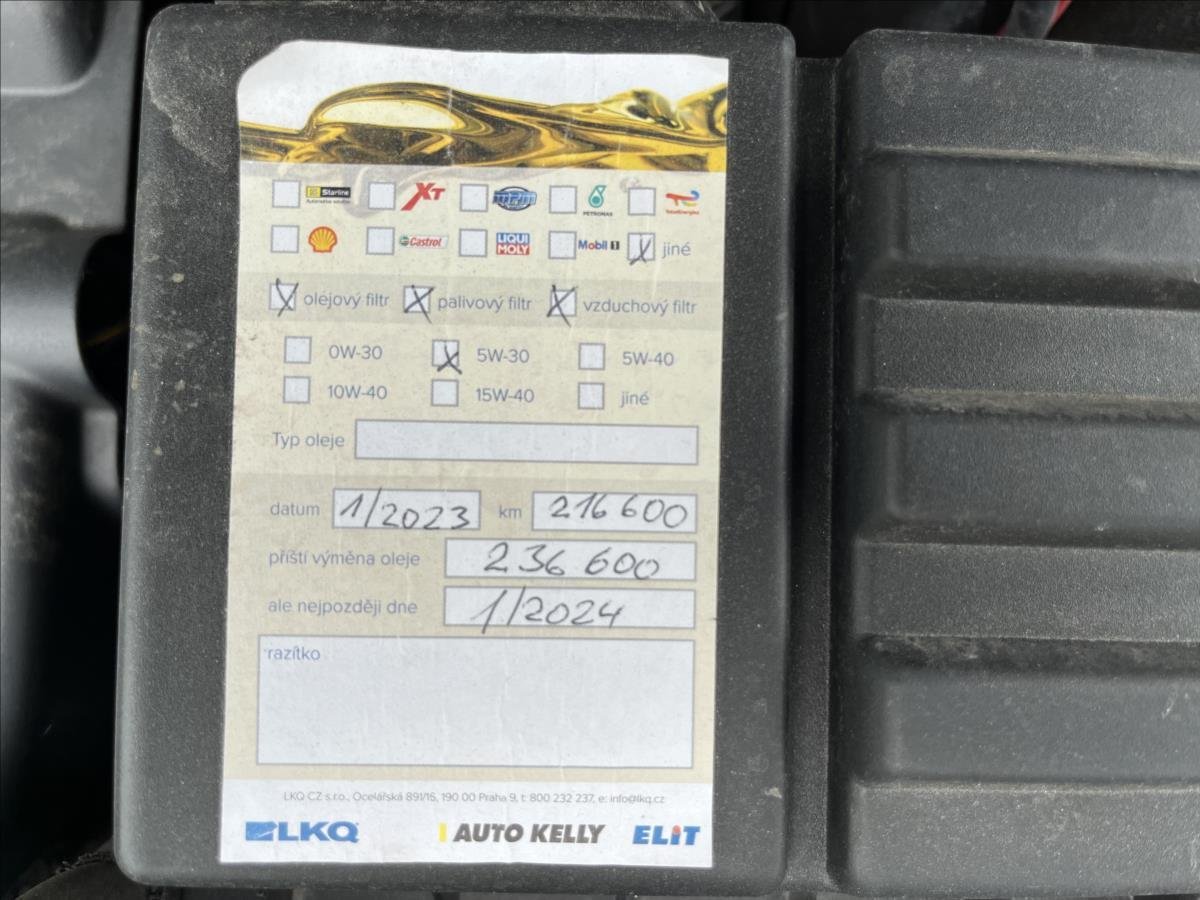 Starline XT MPM PETRONAS TotalEnergies
Castrol LIQUI MOLY Mobil 1 jiné
olejový filtr palivový filtr vzduchový filtr
0W-30 5W-30 5W-40
10W-40 15W-40 jiné
Typ oleje
datum 1/2023 km 216 600
příští výměna oleje 236 600
ale nejpozději dne 1/2024
razítko
LKQ CZ s.r.o., Ocelářská 891/16, 190 00 Praha 9, t: 800 232 237, e: info@lkq.cz
LKQ AUTO KELLY ELIT